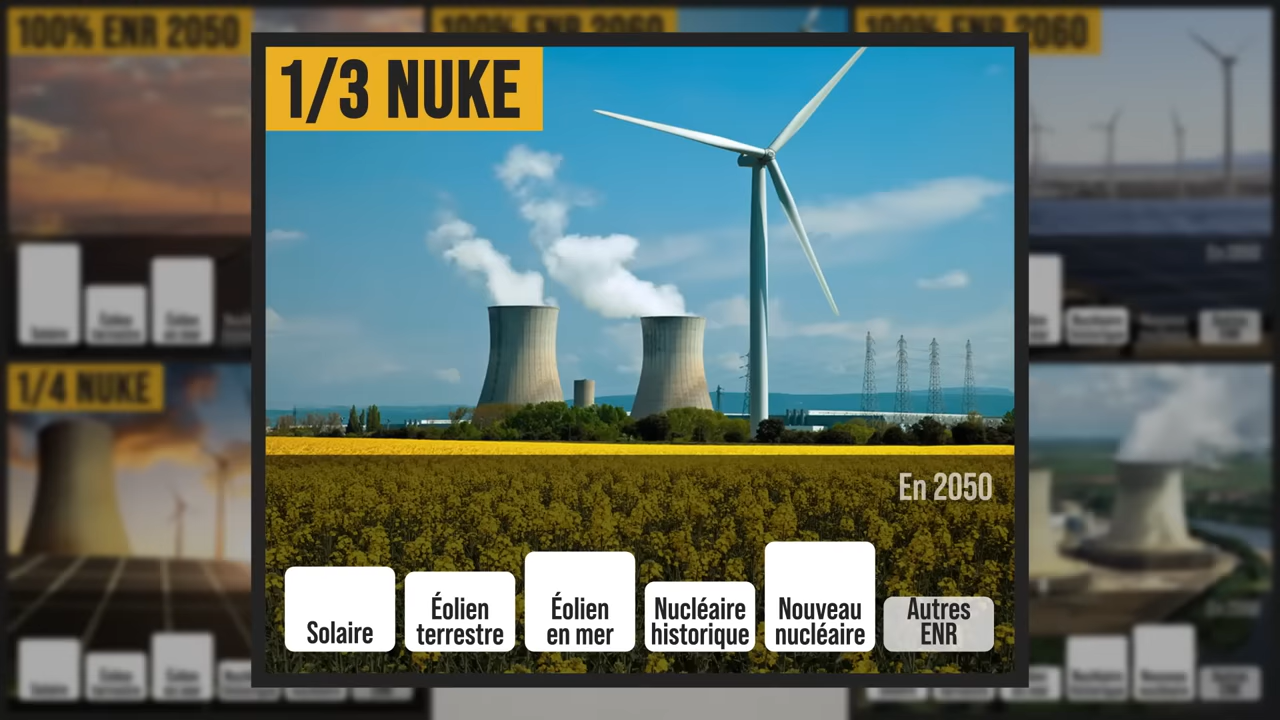 100% ENR 2050
100% ENR 2060
100% ENR 2060
1/3 NUKE
1/4 NUKE
En 2050
Solaire
Éolien
terrestre
Éolien
en mer
Nucléaire
historique
Nouveau
nucléaire
Autres
ENR